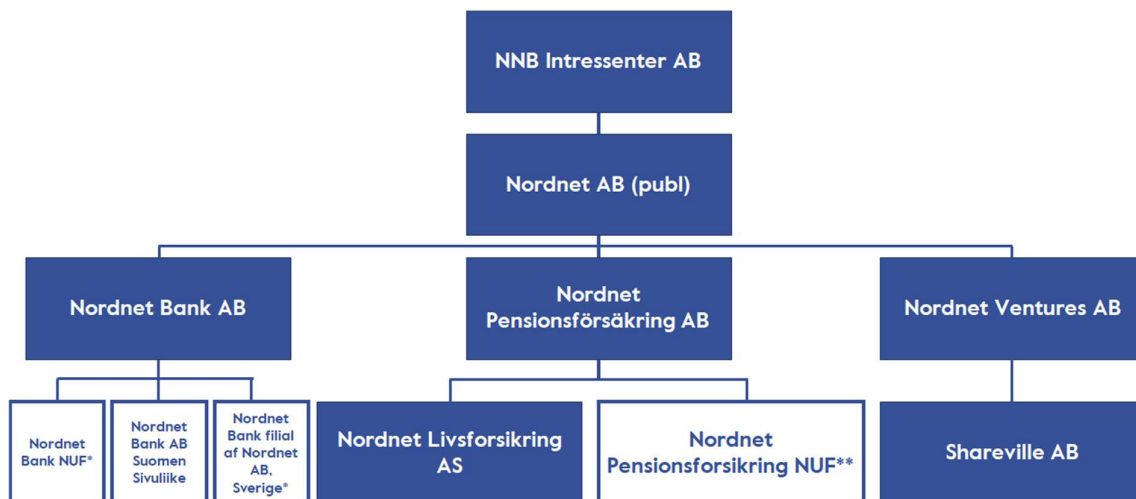 NNB Intressenter AB
Nordnet AB (publ)
Nordnet Bank AB
Nordnet
Pensionsförsäkring AB
Nordnet Ventures AB
Nordnet
Bank NUF*
Nordnet
Bank AB
Suomen
Sivuliike
Nordnet
Bank filial
af Nordnet
AB,
Sverige*
Nordnet Livsforsikring
AS
Nordnet
Pensionsforsikring NUF**
Shareville AB